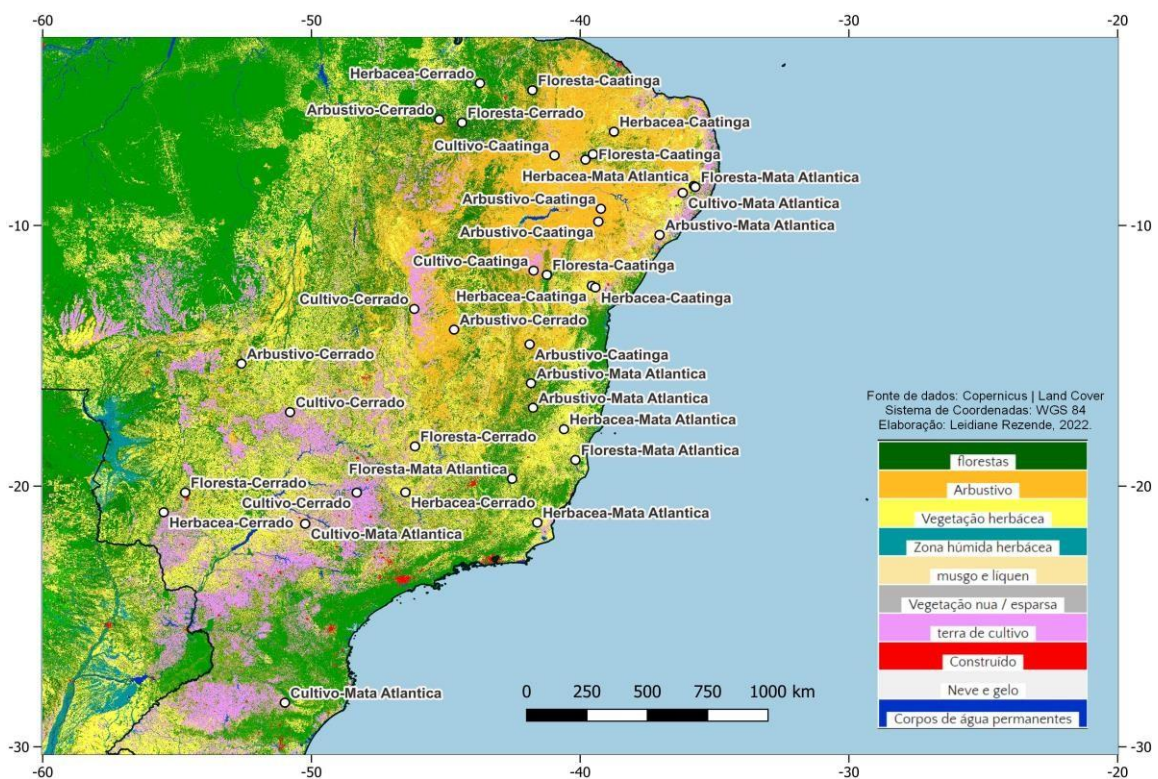 -60
-50
-40
-30
-20
Herbacea-Cerrado
Floresta-Caatinga
Arbustivo-Cerrado
Floresta-Cerrado
Herbacea-Caatinga
Cultivo-Caatinga
Floresta-Caatinga
Herbacea-Mata Atlantica
Floresta-Mata Atlantica
Cultivo-Mata Atlantica
Arbustivo-Caatinga
-10
-10
Arbustivo-Caatinga
Arbustivo-Mata Atlantica
Cultivo-Caatinga
Floresta-Caatinga
Cultivo-Cerrado
Herbacea-Caatinga
Herbacea-Caatinga
Arbustivo-Cerrado
Arbustivo-Cerrado
Arbustivo-Caatinga
Arbustivo-Mata Atlantica
Cultivo-Cerrado
Arbustivo-Mata Atlantica
Herbacea-Mata Atlantica
Floresta-Cerrado
Floresta-Mata Atlantica
Floresta-Mata Atlantica
Floresta-Cerrado
-20
-20
Cultivo-Cerrado
Herbacea-Cerrado
Herbacea-Mata Atlantica
Herbacea-Cerrado
Cultivo-Mata Atlantica
Cultivo-Mata Atlantica
Fonte de dados: Copernicus | Land Cover
Sistema de Coordenadas: WGS 84
Elaboração: Leidiane Rezende, 2022.
florestas
Arbustivo
Vegetação herbácea
Zona húmida herbácea
musgo e líquen
Vegetação nua / esparsa
terra de cultivo
Construído
Neve e gelo
Corpos de água permanentes
0 250 500 750 1000 km
-30
-30
-60
-50
-40
-30
-20